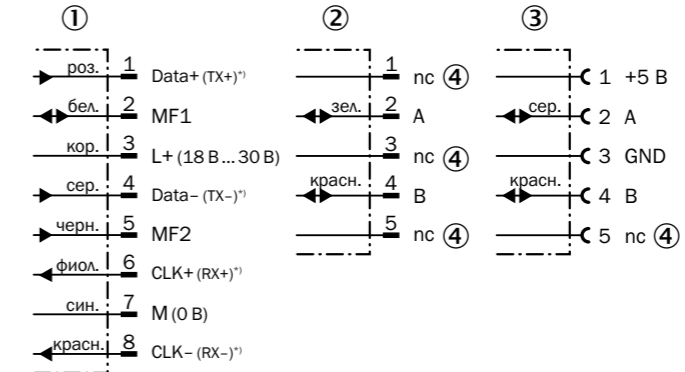 ① ② ③
роз. 1 Data+ (TX+)*)
бел. 2 MF1
кор. 3 L+ (18 В... 30 В)
сер. 4 Data– (TX–)*)
черн. 5 MF2
фиол. 6 CLK+ (RX+)*)
син. 7 M (0 В)
красн. 8 CLK– (RX–)*)
1 nc ④
зел. 2 A
3 nc ④
красн. 4 B
5 nc ④
1 +5 В
сер. 2 A
3 GND
красн. 4 B
5 nc ④